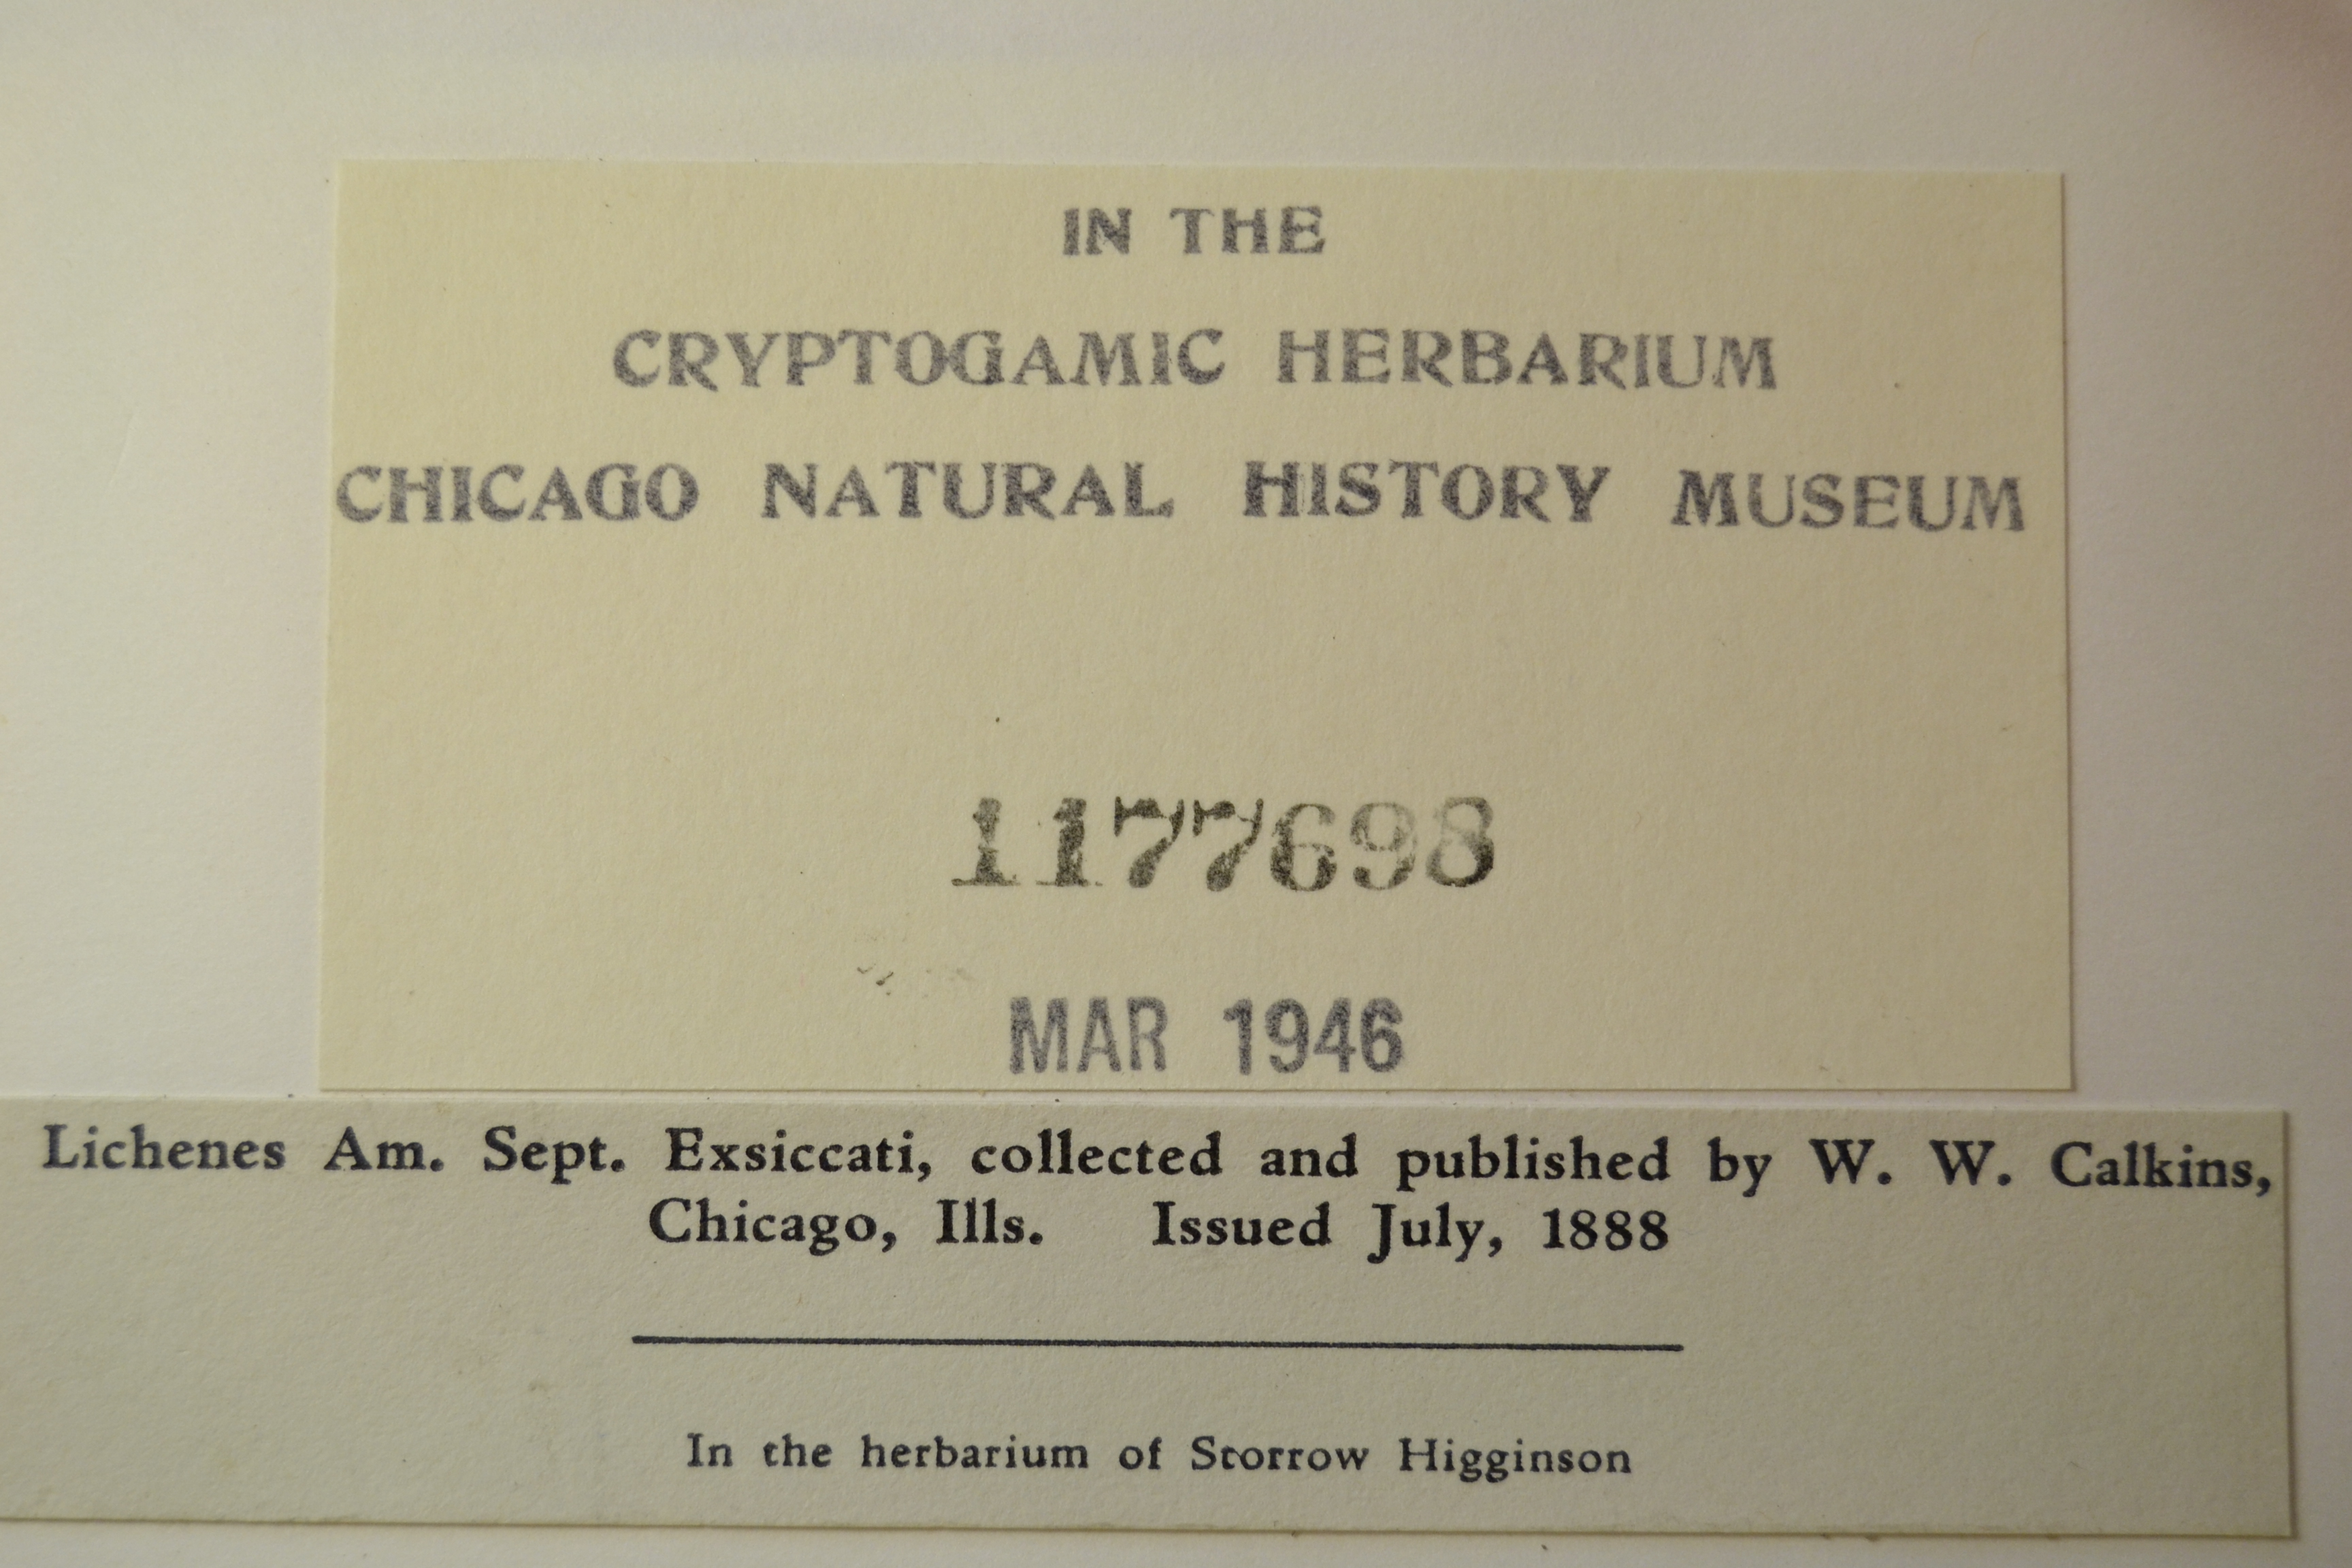 IN THE
CRYPTOGAMIC HERBARIUM
CHICAGO NATURAL HISTORY MUSEUM
1177698
MAR 1946
Lichenes Am. Sept. Exsiccati, collected and published by W. W. Calkins,
Chicago, Ills. Issued July, 1888
In the herbarium of Storrow Higginson